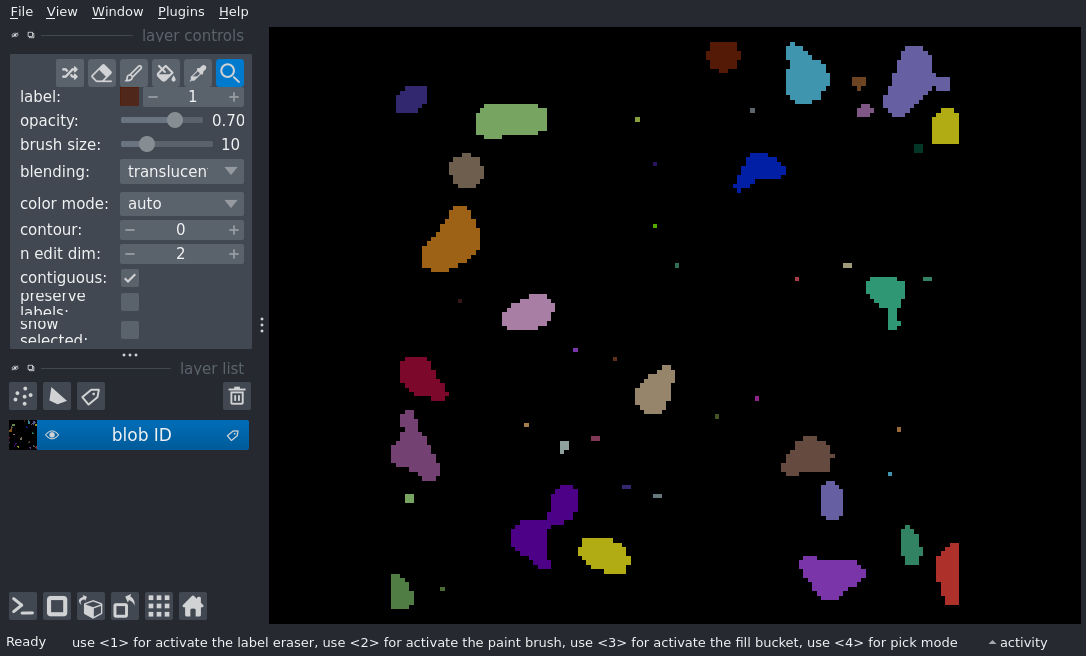 File View Window Plugins Help
layer controls
label: 1
opacity: 0.70
brush size: 10
blending: translucen
color mode: auto
contour: 0
n edit dim: 2
contiguous:
preserve
labels:
show
selected:
layer list
blob ID
Ready use <1> for activate the label eraser, use <2> for activate the paint brush, use <3> for activate the fill bucket, use <4> for pick mode activity